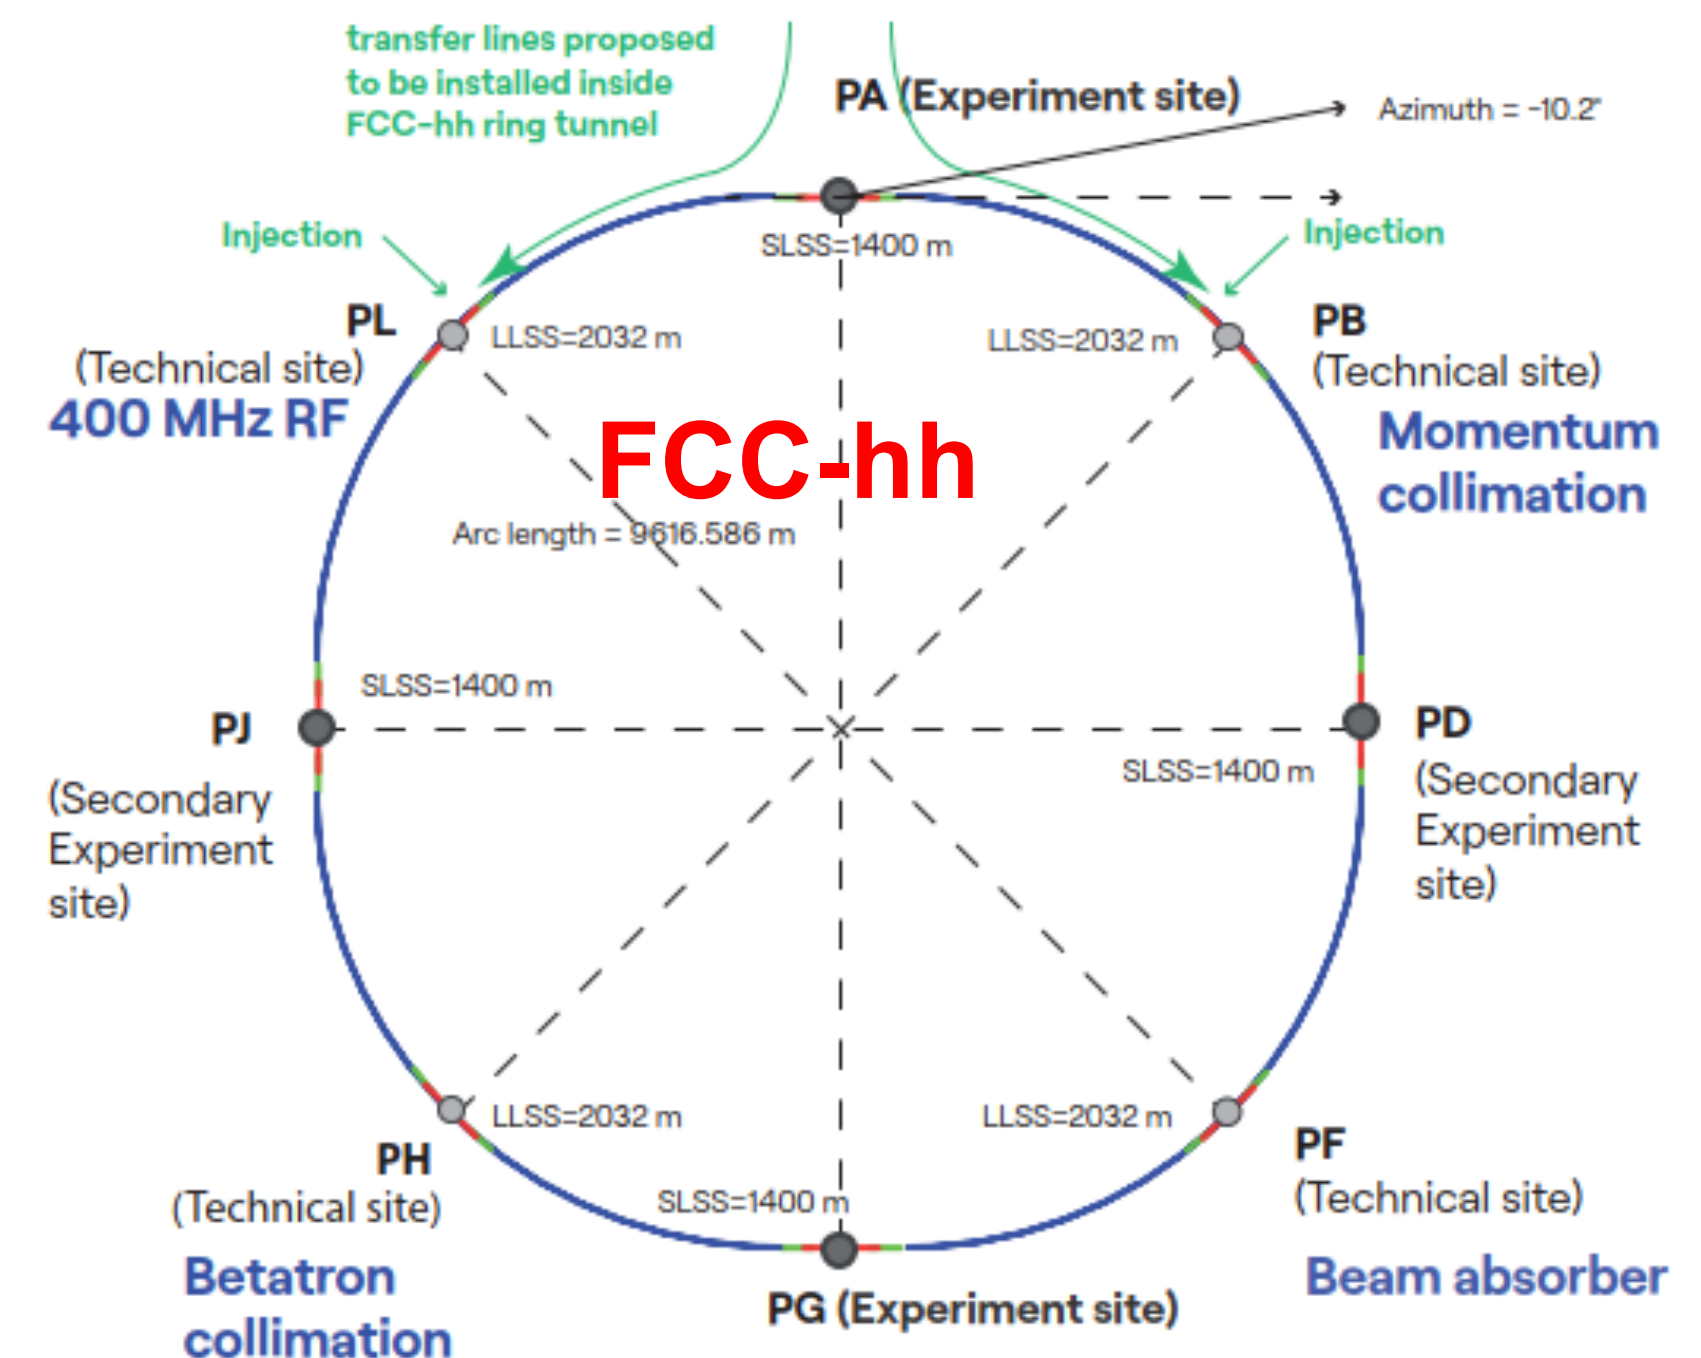 transfer lines proposed
to be installed inside
FCC-hh ring tunnel
PA (Experiment site)
Azimuth = -10.2°
Injection
Injection
SLSS=1400 m
PL
(Technical site)
400 MHz RF
LLSS=2032 m
LLSS=2032 m
PB
(Technical site)
Momentum
collimation
FCC-hh
Arc length = 9616.586 m
SLSS=1400 m
PJ
(Secondary
Experiment
site)
SLSS=1400 m
PD
(Secondary
Experiment
site)
LLSS=2032 m
PH
(Technical site)
Betatron
collimation
LLSS=2032 m
PF
(Technical site)
Beam absorber
SLSS=1400 m
PG (Experiment site)